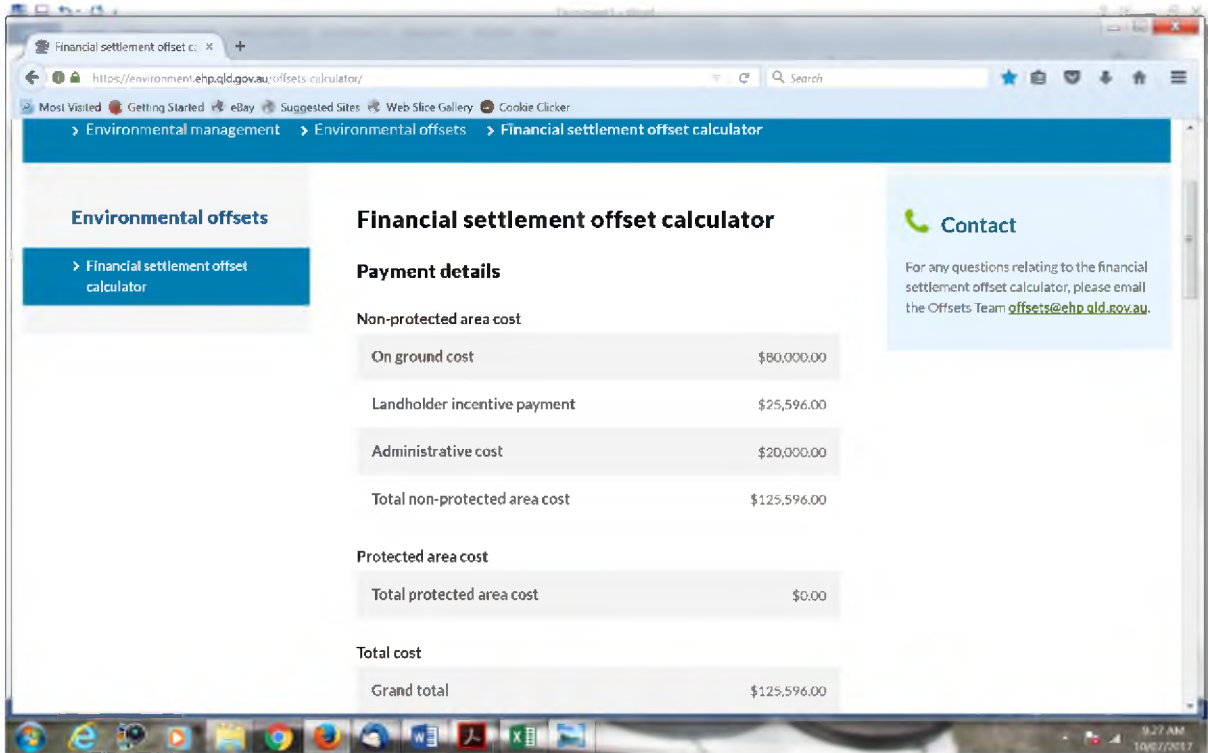 Document1 - Word
Financial settlement offset c
https://environment.ehp.qld.gov.au/offsets-calculator/
Search
Most Visited Getting Started eBay Suggested Sites Web Slice Gallery Cookie Clicker
> Environmental management > Environmental offsets > Financial settlement offset calculator
Environmental offsets
> Financial settlement offset
calculator
Financial settlement offset calculator
Payment details
Non-protected area cost
On ground cost $80,000.00
Landholder incentive payment $25,596.00
Administrative cost $20,000.00
Total non-protected area cost $125,596.00
Protected area cost
Total protected area cost $0.00
Total cost
Grand total $125,596.00
Contact
For any questions relating to the financial
settlement offset calculator, please email
the Offsets Team offsets@ehp.qld.gov.au.
9:27 AM
10/07/2017